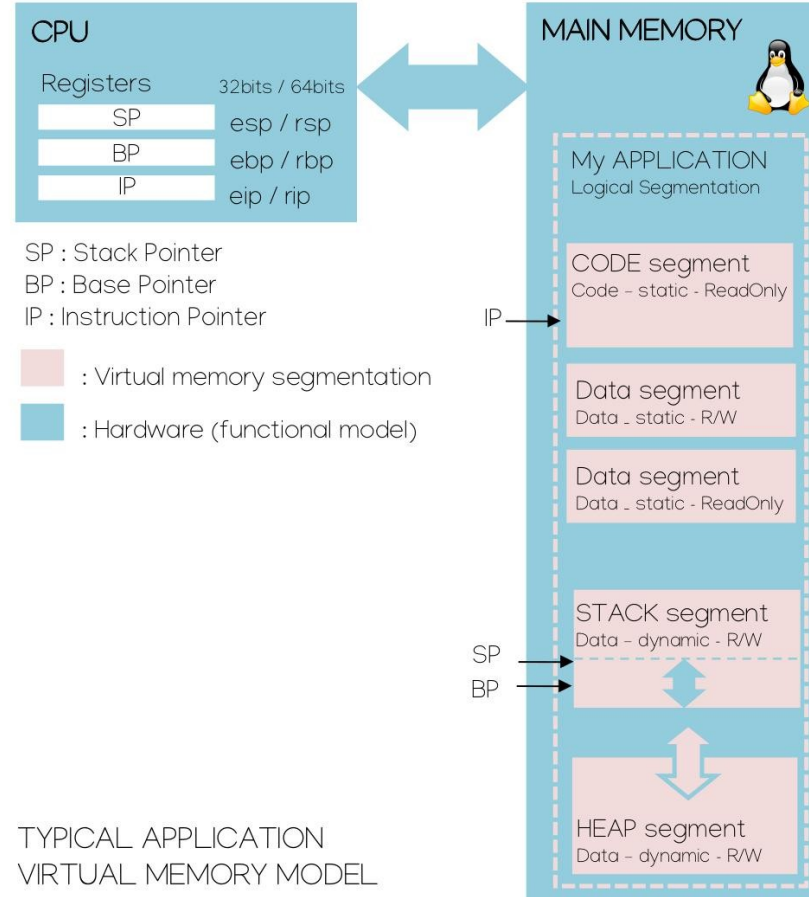 CPU
Registers 32bits / 64bits
SP esp / rsp
BP ebp / rbp
IP eip / rip
SP : Stack Pointer
BP : Base Pointer
IP : Instruction Pointer
: Virtual memory segmentation
: Hardware (functional model)
MAIN MEMORY
My APPLICATION
Logical Segmentation
CODE segment
Code – static - ReadOnly
IP
Data segment
Data _ static - R/W
Data segment
Data _ static - ReadOnly
STACK segment
Data – dynamic - R/W
SP
BP
HEAP segment
Data – dynamic - R/W
TYPICAL APPLICATION
VIRTUAL MEMORY MODEL